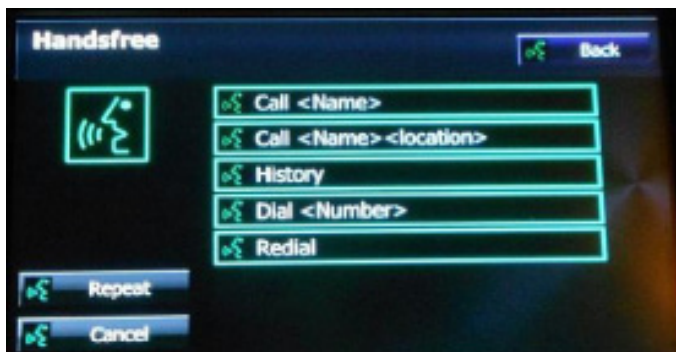 Handsfree
Back
Call <Name>
Call <Name><location>
History
Dial <Number>
Redial
Repeat
Cancel